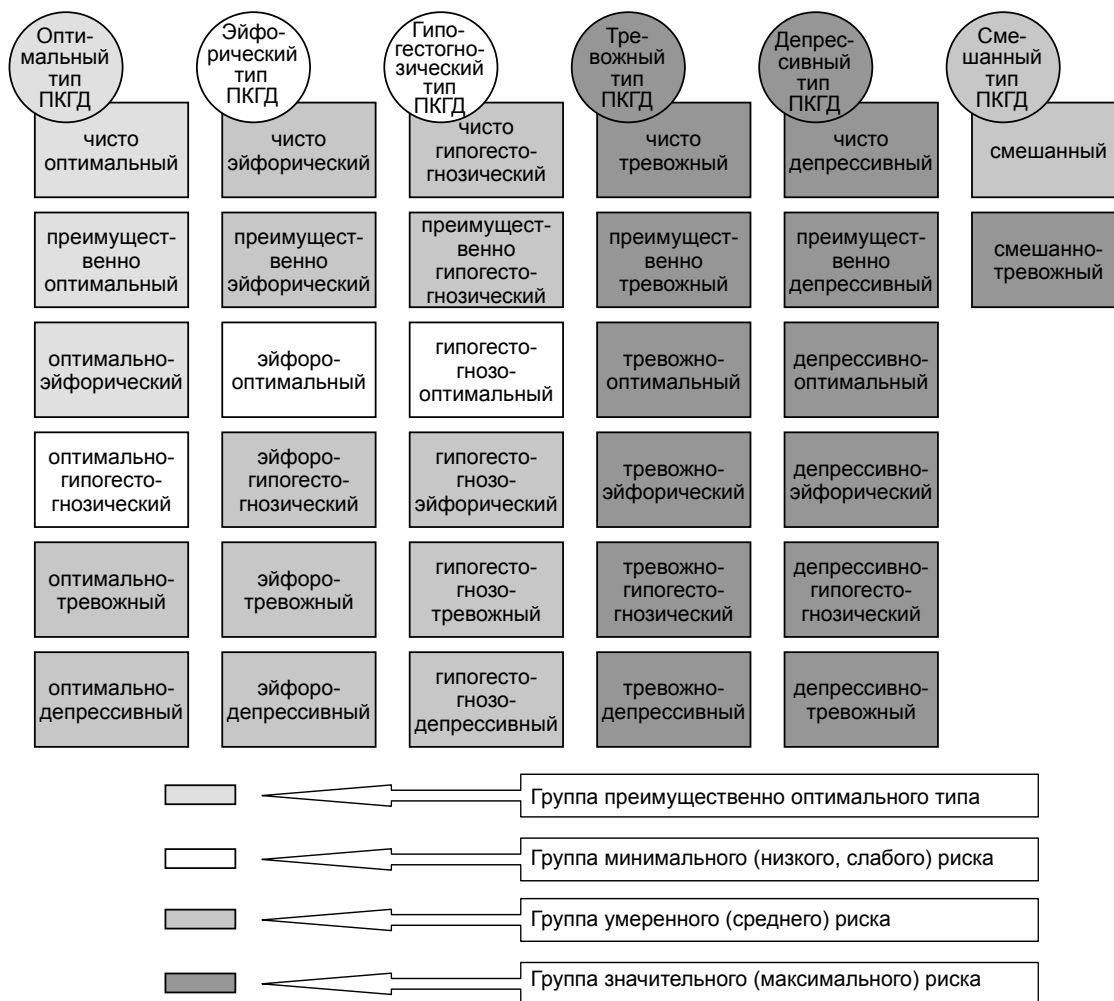 Опти-
мальный
тип
ПКГД
Эйфо-
рический
тип
ПКГД
Гипо-
гестогно-
зический
тип
ПКГД
Тре-
вожный
тип
ПКГД
Депрес-
сивный
тип
ПКГД
Сме-
шанный
тип
ПКГД
чисто
оптимальный
чисто
эйфорический
чисто
гипогесто-
гнозический
чисто
тревожный
чисто
депрессивный
смешанный
преимущест-
венно
оптимальный
преимущест-
венно
эйфорический
преимущест-
венно
гипогесто-
гнозический
преимущест-
венно
тревожный
преимущест-
венно
депрессивный
смешанно-
тревожный
оптимально-
эйфорический
эйфоро-
оптимальный
гипогесто-
гнозо-
оптимальный
тревожно-
оптимальный
депрессивно-
оптимальный
оптимально-
гипогесто-
гнозический
эйфоро-
гипогесто-
гнозический
гипогесто-
гнозо-
эйфорический
тревожно-
эйфорический
депрессивно-
эйфорический
оптимально-
тревожный
эйфоро-
тревожный
гипогесто-
гнозо-
тревожный
тревожно-
гипогесто-
гнозический
депрессивно-
гипогесто-
гнозический
оптимально-
депрессивный
эйфоро-
депрессивный
гипогесто-
гнозо-
депрессивный
тревожно-
депрессивный
депрессивно-
тревожный
Группа преимущественно оптимального типа
Группа минимального (низкого, слабого) риска
Группа умеренного (среднего) риска
Группа значительного (максимального) риска